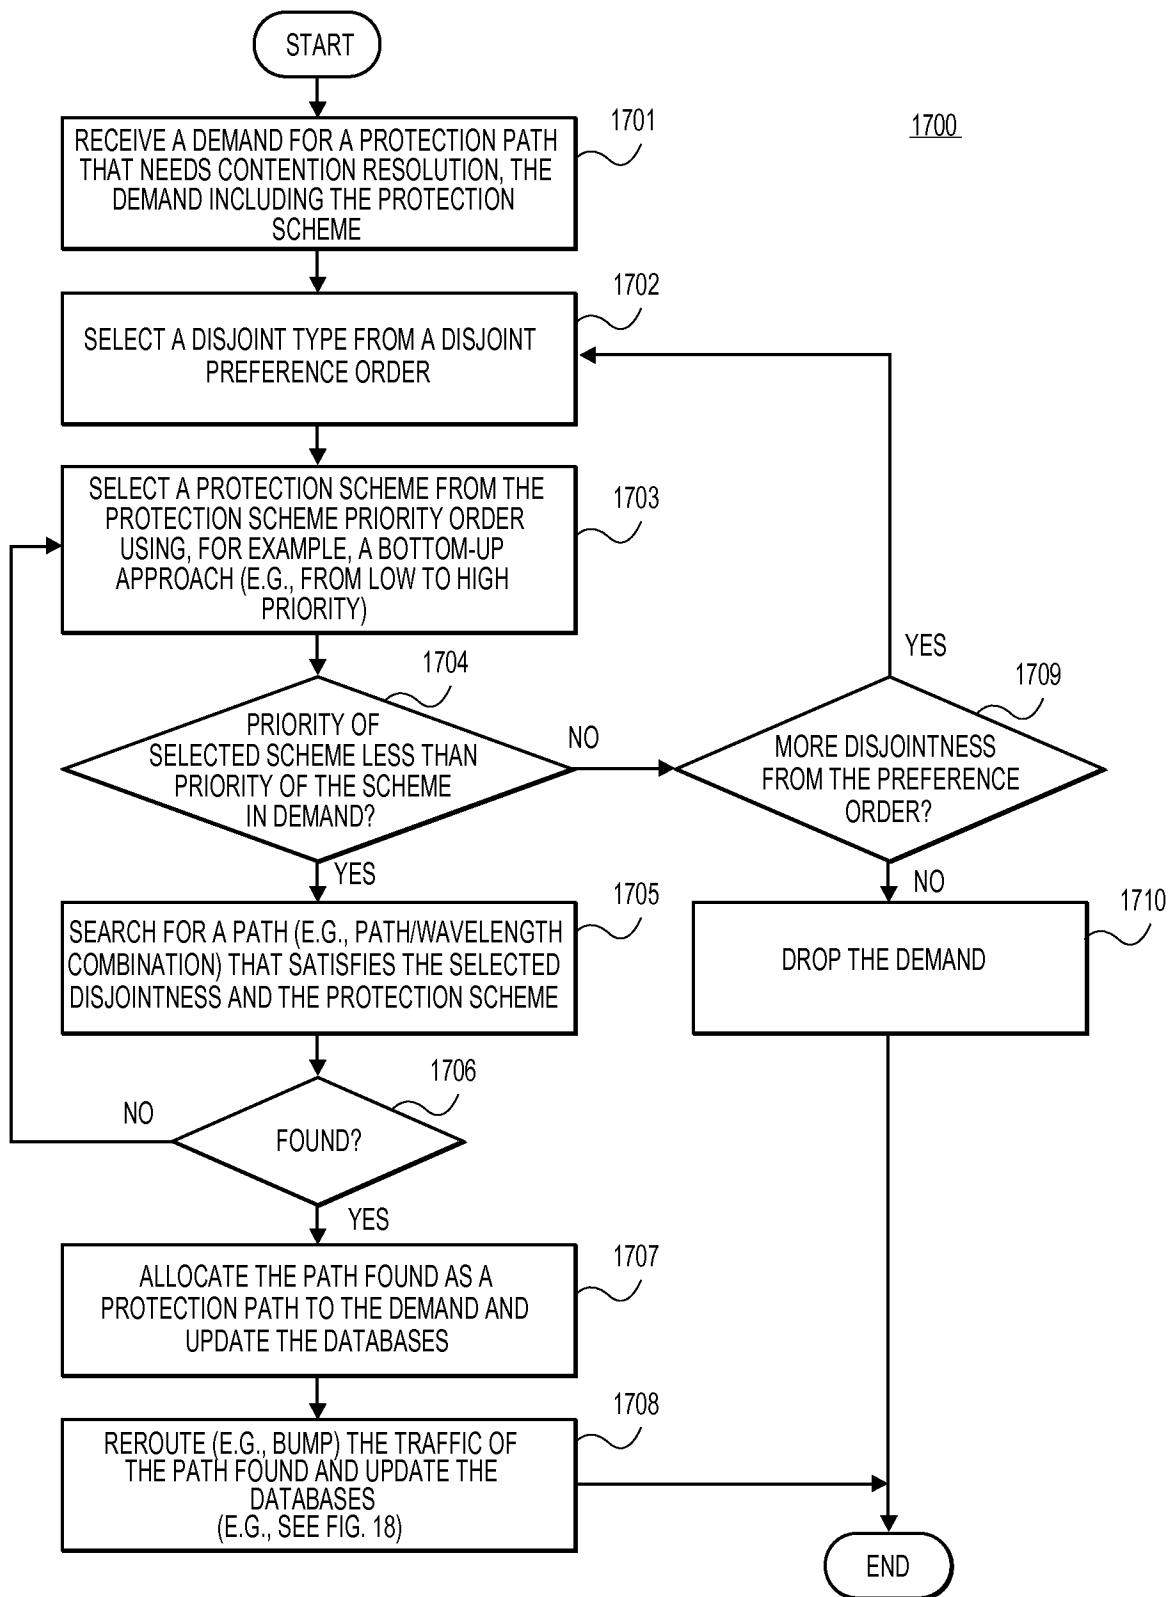 START
1701
1700
RECEIVE A DEMAND FOR A PROTECTION PATH
THAT NEEDS CONTENTION RESOLUTION, THE
DEMAND INCLUDING THE PROTECTION
SCHEME
1702
SELECT A DISJOINT TYPE FROM A DISJOINT
PREFERENCE ORDER
1703
SELECT A PROTECTION SCHEME FROM THE
PROTECTION SCHEME PRIORITY ORDER
USING, FOR EXAMPLE, A BOTTOM-UP
APPROACH (E.G., FROM LOW TO HIGH
PRIORITY)
YES
1704
1709
PRIORITY OF
SELECTED SCHEME LESS THAN
PRIORITY OF THE SCHEME
IN DEMAND?
NO
MORE DISJOINTNESS
FROM THE PREFERENCE
ORDER?
YES
NO
1705
1710
SEARCH FOR A PATH (E.G., PATH/WAVELENGTH
COMBINATION) THAT SATISFIES THE SELECTED
DISJOINTNESS AND THE PROTECTION SCHEME
DROP THE DEMAND
1706
NO
FOUND?
YES
1707
ALLOCATE THE PATH FOUND AS A
PROTECTION PATH TO THE DEMAND AND
UPDATE THE DATABASES
1708
REROUTE (E.G., BUMP) THE TRAFFIC OF
THE PATH FOUND AND UPDATE THE
DATABASES
(E.G., SEE FIG. 18)
END